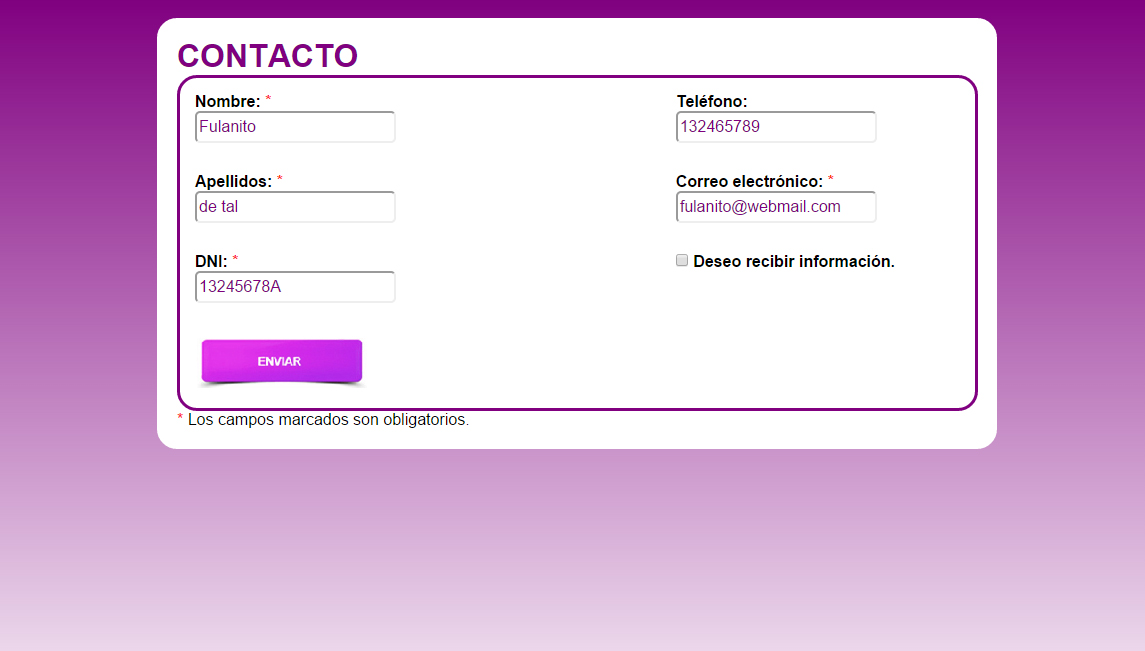 CONTACTO
Nombre: *
Fulanito
Apellidos: *
de tal
DNI: *
13245678A
Teléfono:
132465789
Correo electrónico: *
fulanito@webmail.com
Deseo recibir información.
ENVIAR
* Los campos marcados son obligatorios.